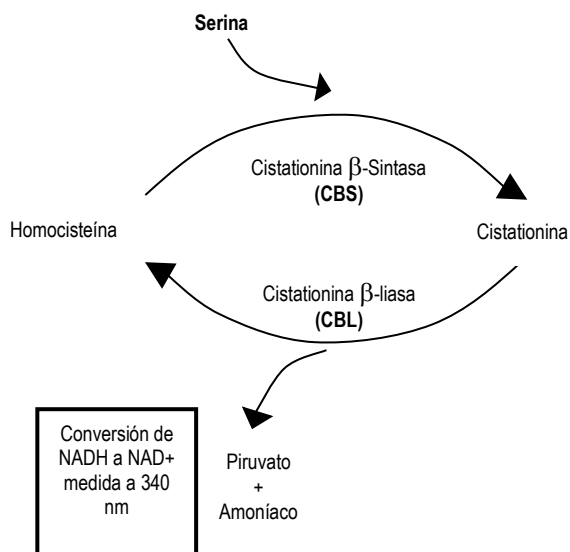 Serina
Cistationina β-Sintasa
(CBS)
Homocisteína
Cistationina
Cistationina β-liasa
(CBL)
Conversión de
NADH a NAD+
medida a 340
nm
Piruvato
+
Amoníaco